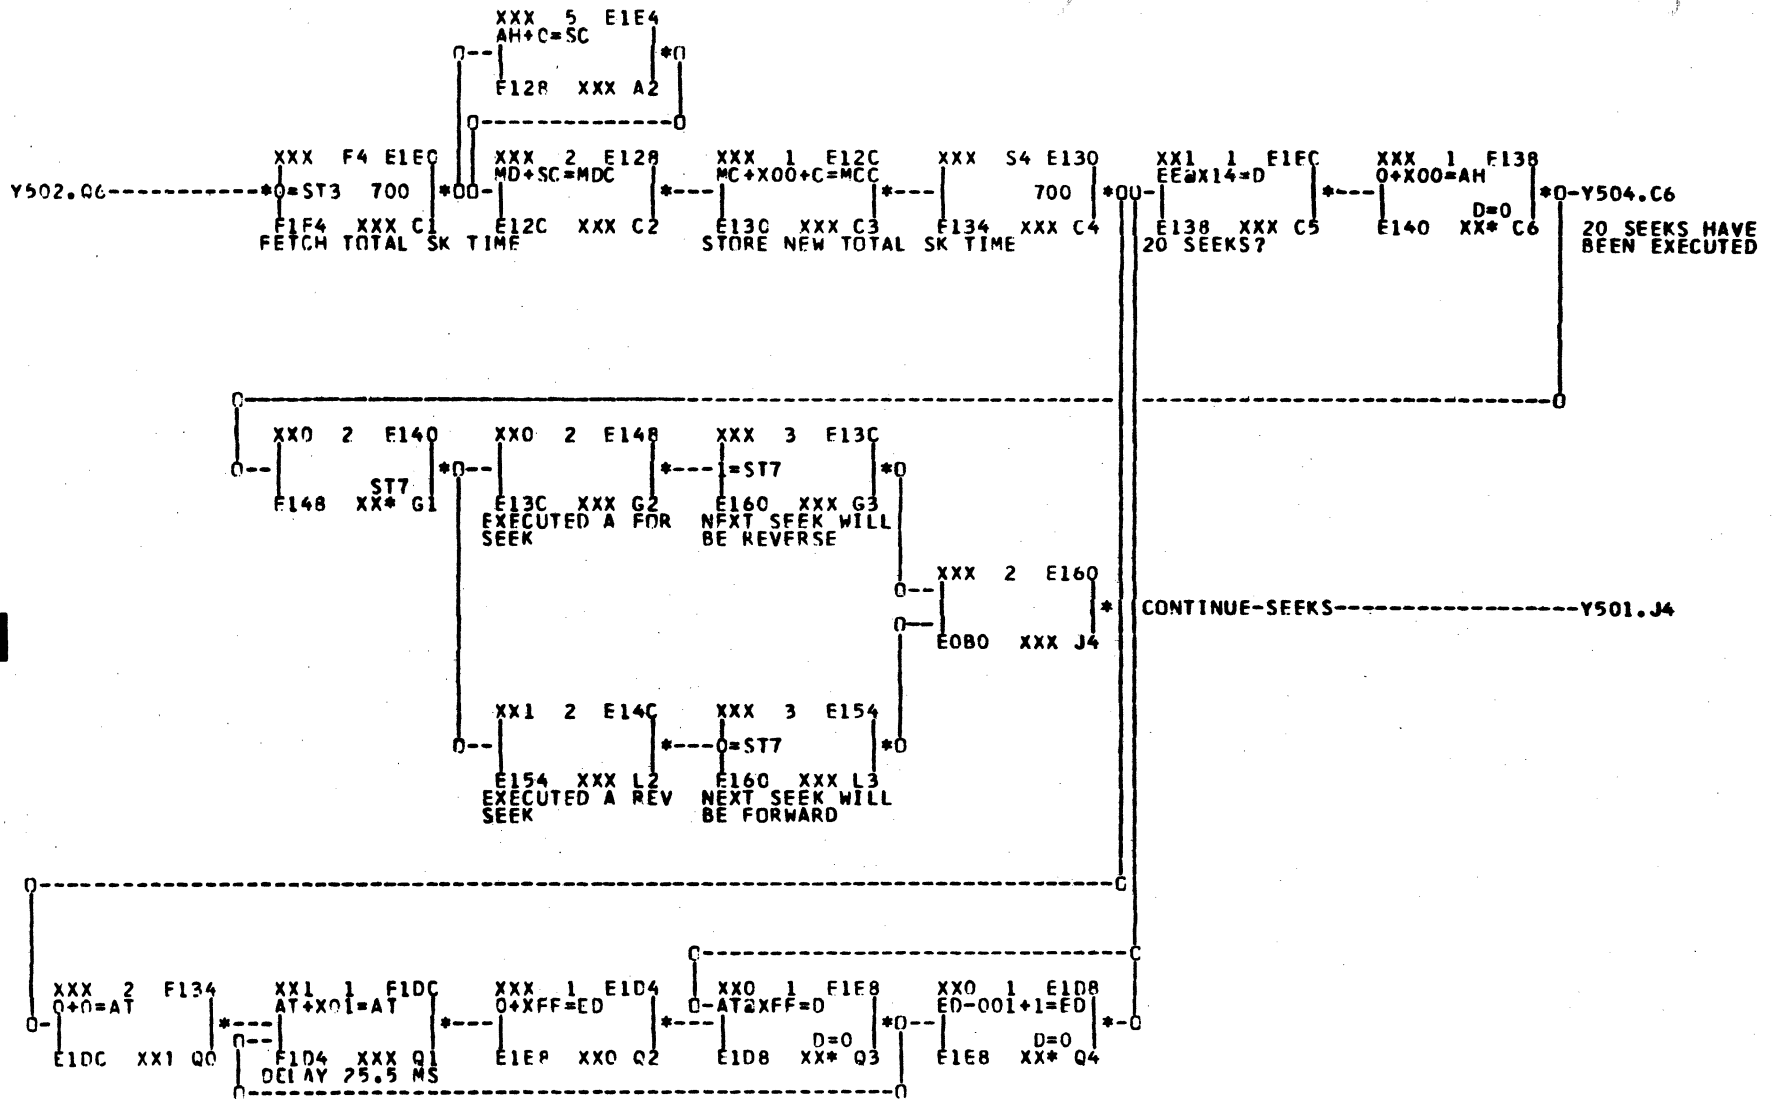 XXX 5 E1E4
AH+C=SC
E128 XXX A2
XXX F4 E1E0 XXX 2 E128 XXX 1 E12C XXX S4 E130 XX1 1 E1EC XXX 1 E138
MD+SC=MDC MC+X00+C=MCC EE@X14=D 0+X00=AH
Y502.Q6 0=ST3 700 700 Y504.C6
D=0
E1F4 XXX C1 E12C XXX C2 E130 XXX C3 E134 XXX C4 E138 XXX C5 E140 XX* C6 20 SEEKS HAVE
FETCH TOTAL SK TIME STORE NEW TOTAL SK TIME 20 SEEKS? BEEN EXECUTED
XX0 2 E140 XX0 2 E148 XXX 3 E13C
1=ST7
ST7
E148 XX* G1 E13C XXX G2 E160 XXX G3
EXECUTED A FOR NEXT SEEK WILL
SEEK BE REVERSE
XXX 2 E160
CONTINUE-SEEKS Y501.J4
E0B0 XXX J4
XX1 2 E14C XXX 3 E154
0=ST7
E154 XXX L2 E160 XXX L3
EXECUTED A REV NEXT SEEK WILL
SEEK BE FORWARD
XXX 2 E134 XX1 1 E1DC XXX 1 E1D4 XX0 1 E1E8 XX0 1 E1D8
0+0=AT AT+X01=AT 0+XFF=ED AT@XFF=D ED-001+1=ED
D=0 D=0
E1DC XX1 Q0 E1D4 XXX Q1 E1E8 XX0 Q2 E1D8 XX* Q3 E1E8 XX* Q4
DELAY 25.5 MS